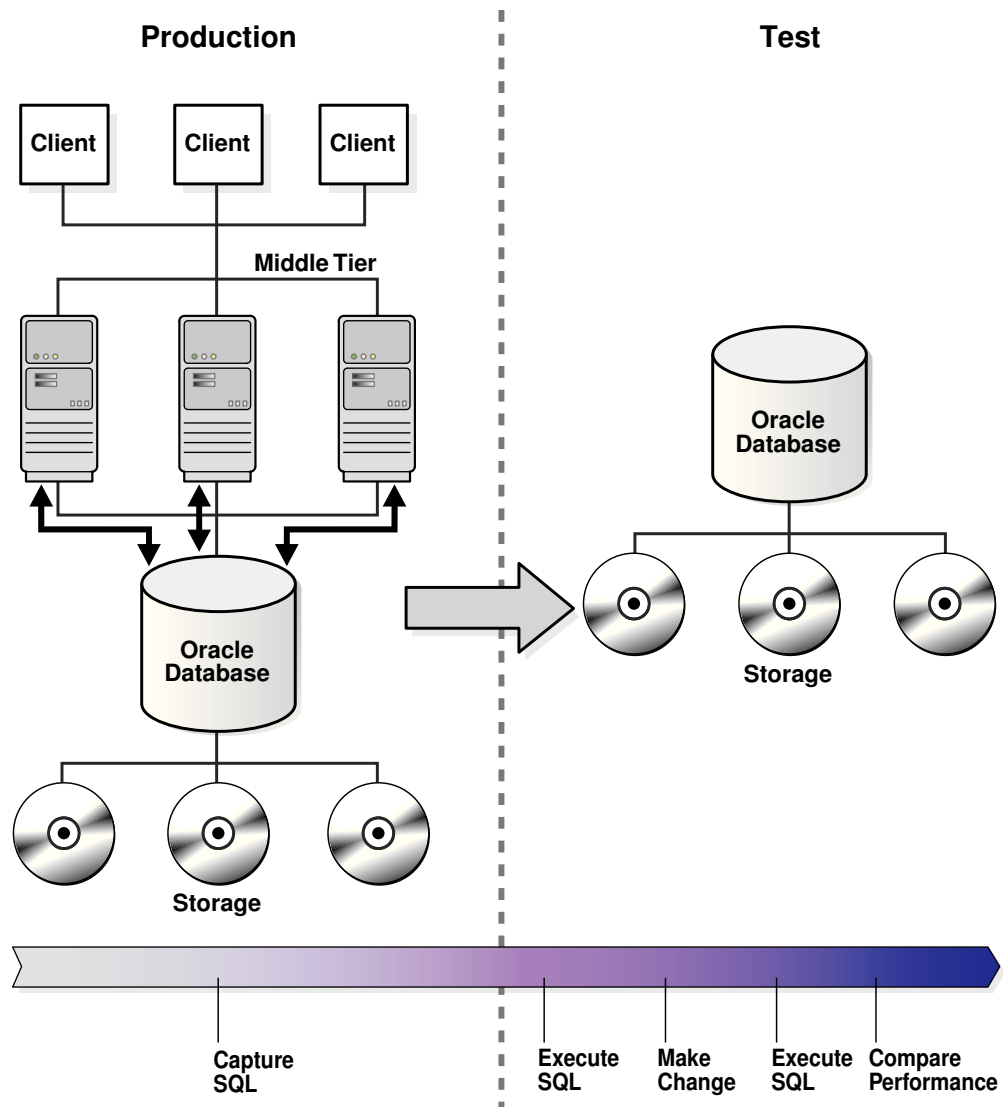 Production
Test
Client
Client
Client
Middle Tier
Oracle
Database
Oracle
Database
Storage
Storage
Capture
SQL
Execute
SQL
Make
Change
Execute
SQL
Compare
Performance